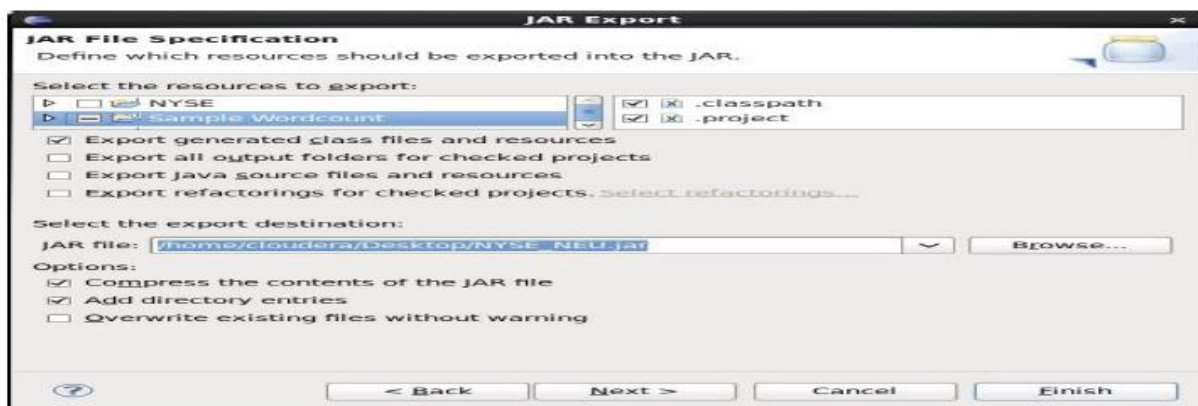 JAR Export
JAR File Specification
Define which resources should be exported into the JAR.
Select the resources to export:
NYSE
Sample Wordcount
.classpath
.project
Export generated class files and resources
Export all output folders for checked projects
Export Java source files and resources
Export refactorings for checked projects. Select refactorings...
Select the export destination:
JAR file: /home/cloudera/Desktop/NYSE_NEU.jar Browse...
Options:
Compress the contents of the JAR file
Add directory entries
Overwrite existing files without warning
? < Back Next > Cancel Finish